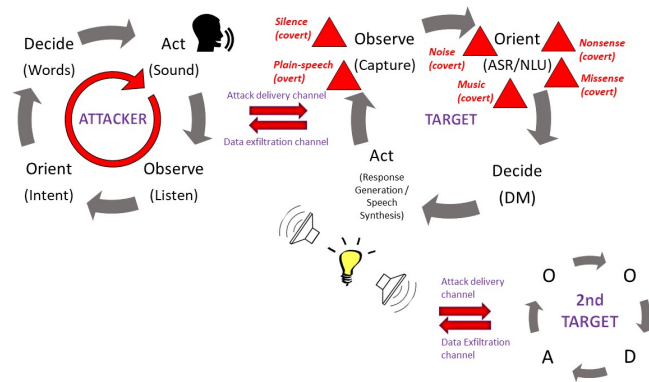 Decide
(Words)
Act
(Sound)
ATTACKER
Orient
(Intent)
Observe
(Listen)
Attack delivery channel
Data exfiltration channel
Silence
(covert)
Observe
(Capture)
Plain-speech
(overt)
Noise
(covert)
Orient
(ASR/NLU)
Nonsense
(covert)
Missense
(covert)
Music
(covert)
TARGET
Act
(Response
Generation /
Speech
Synthesis)
Decide
(DM)
Attack delivery
channel
Data Exfiltration
channel
O
O
2nd
TARGET
A
D